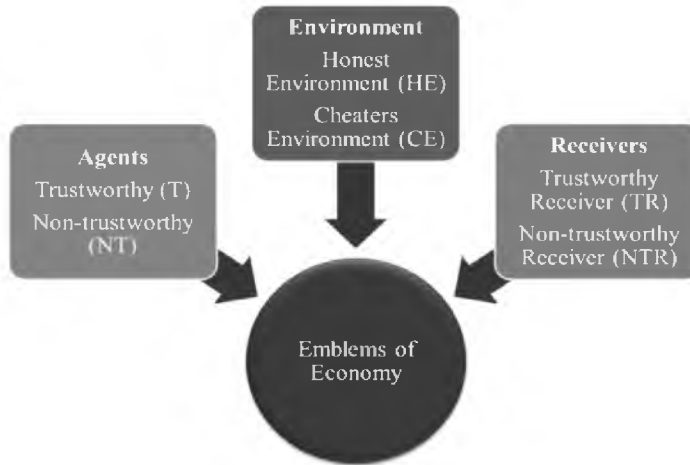 Environment
Honest
Environment (HE)
Cheaters
Environment (CE)
Agents
Trustworthy (T)
Non-trustworthy
(NT)
Receivers
Trustworthy
Receiver (TR)
Non-trustworthy
Receiver (NTR)
Emblems of
Economy